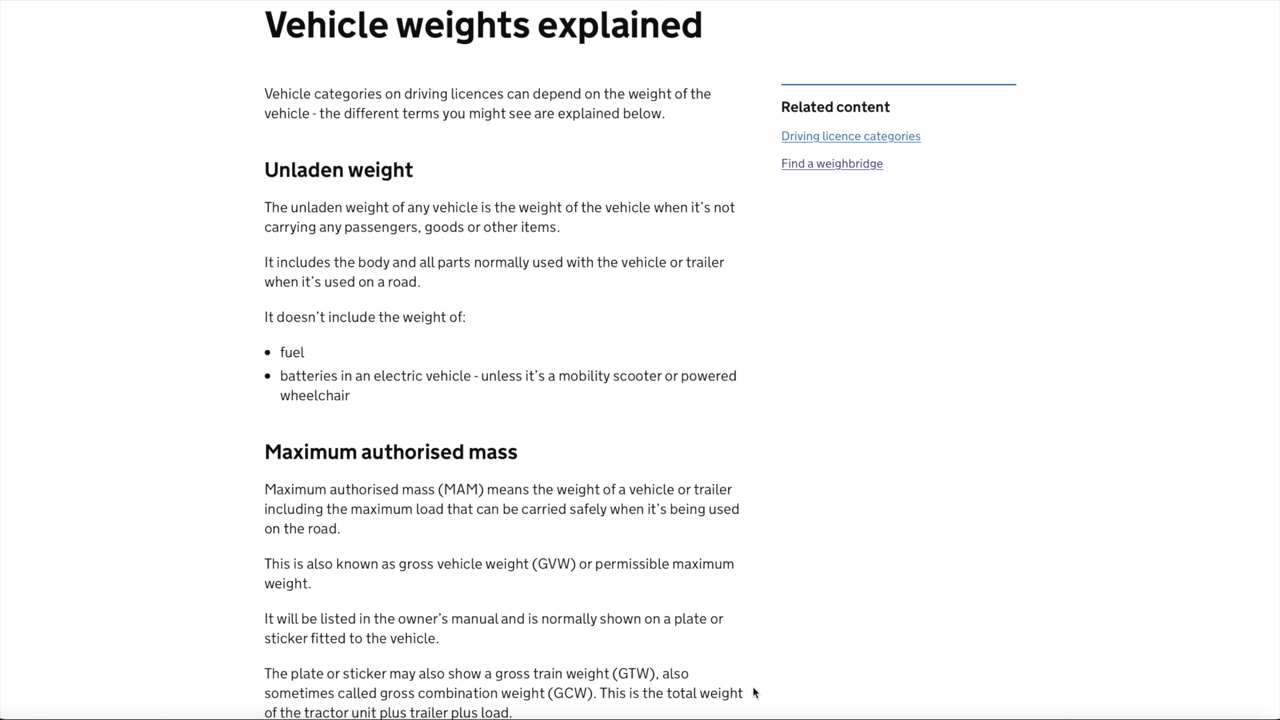 Vehicle weights explained
Vehicle categories on driving licences can depend on the weight of the
vehicle - the different terms you might see are explained below.
Related content
Driving licence categories
Find a weighbridge
Unladen weight
The unladen weight of any vehicle is the weight of the vehicle when it’s not
carrying any passengers, goods or other items.
It includes the body and all parts normally used with the vehicle or trailer
when it’s used on a road.
It doesn’t include the weight of:
• fuel
• batteries in an electric vehicle - unless it’s a mobility scooter or powered
wheelchair
Maximum authorised mass
Maximum authorised mass (MAM) means the weight of a vehicle or trailer
including the maximum load that can be carried safely when it’s being used
on the road.
This is also known as gross vehicle weight (GVW) or permissible maximum
weight.
It will be listed in the owner’s manual and is normally shown on a plate or
sticker fitted to the vehicle.
The plate or sticker may also show a gross train weight (GTW), also
sometimes called gross combination weight (GCW). This is the total weight
of the tractor unit plus trailer plus load.